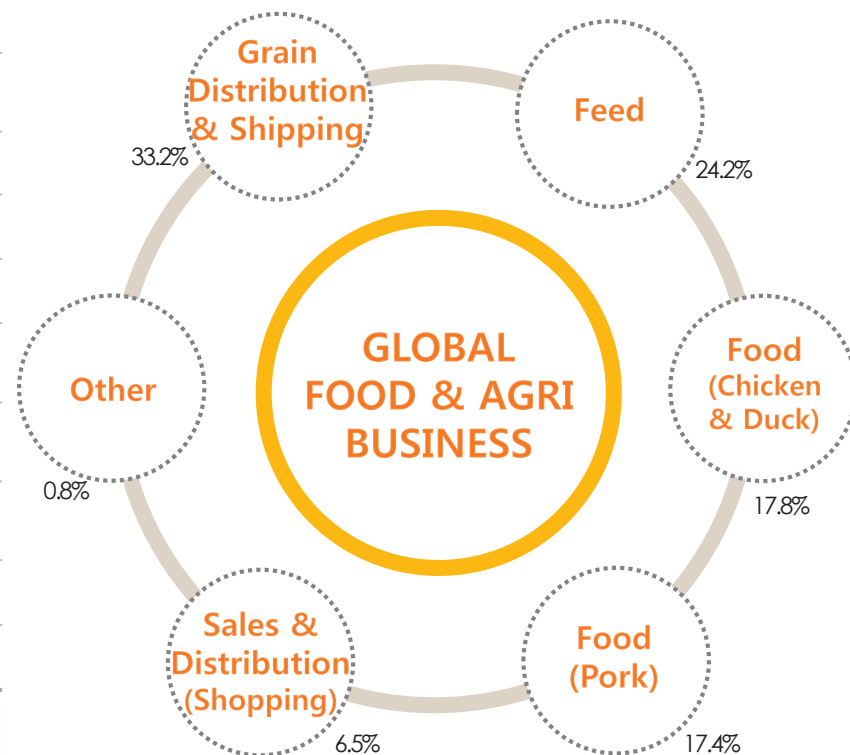 Grain
Distribution
& Shipping
33.2%
Feed
24.2%
Food
(Chicken
& Duck)
17.8%
Food
(Pork)
17.4%
Sales &
Distribution
(Shopping)
6.5%
Other
0.8%
GLOBAL
FOOD & AGRI
BUSINESS